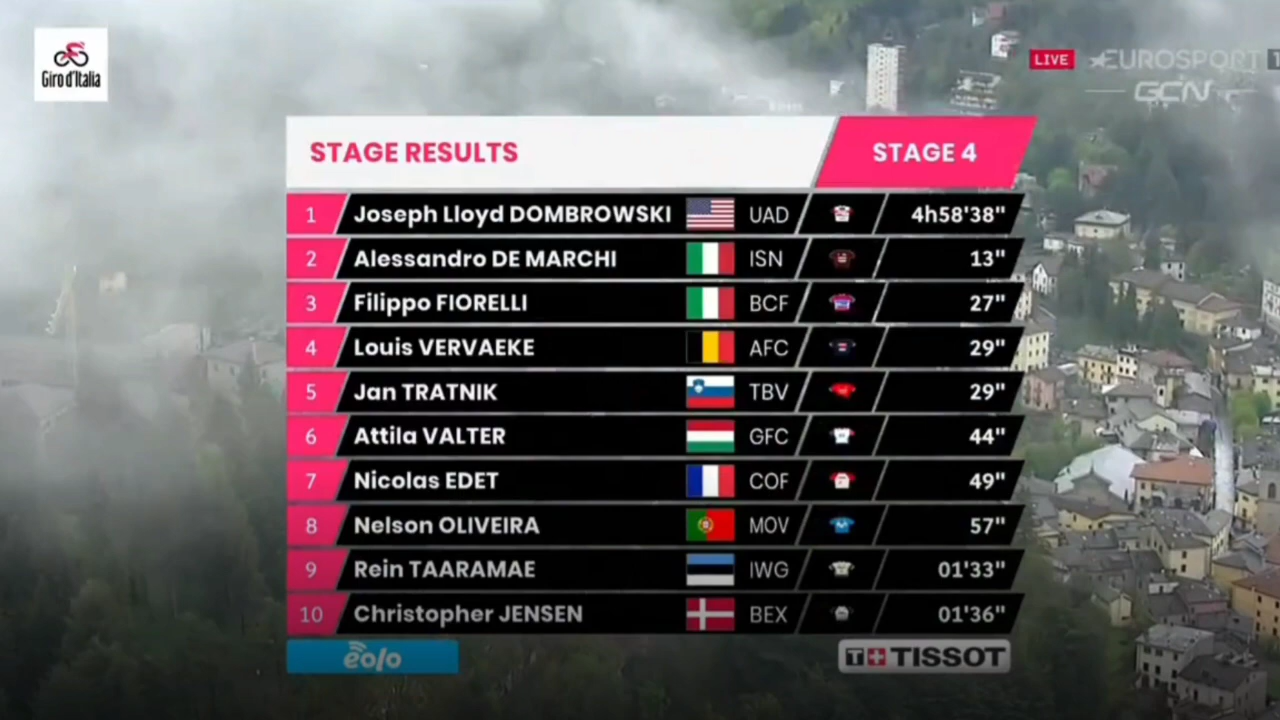 Giro d'Italia
LIVE EUROSPORT 1
GCN
STAGE RESULTS STAGE 4
1 Joseph Lloyd DOMBROWSKI UAD 4h58'38"
2 Alessandro DE MARCHI ISN 13"
3 Filippo FIORELLI BCF 27"
4 Louis VERVAEKE AFC 29"
5 Jan TRATNIK TBV 29"
6 Attila VALTER GFC 44"
7 Nicolas EDET COF 49"
8 Nelson OLIVEIRA MOV 57"
9 Rein TAARAMAE IWG 01'33"
10 Christopher JENSEN BEX 01'36"
eolo T+ TISSOT